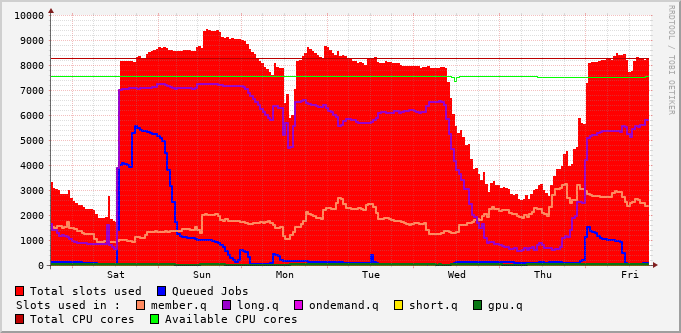 10000
9000
8000
7000
6000
5000
4000
3000
2000
1000
0
Sat Sun Mon Tue Wed Thu Fri
RRDTOOL / TOBI OETIKER
Total slots used Queued Jobs
Slots used in : member.q long.q ondemand.q short.q gpu.q
Total CPU cores Available CPU cores